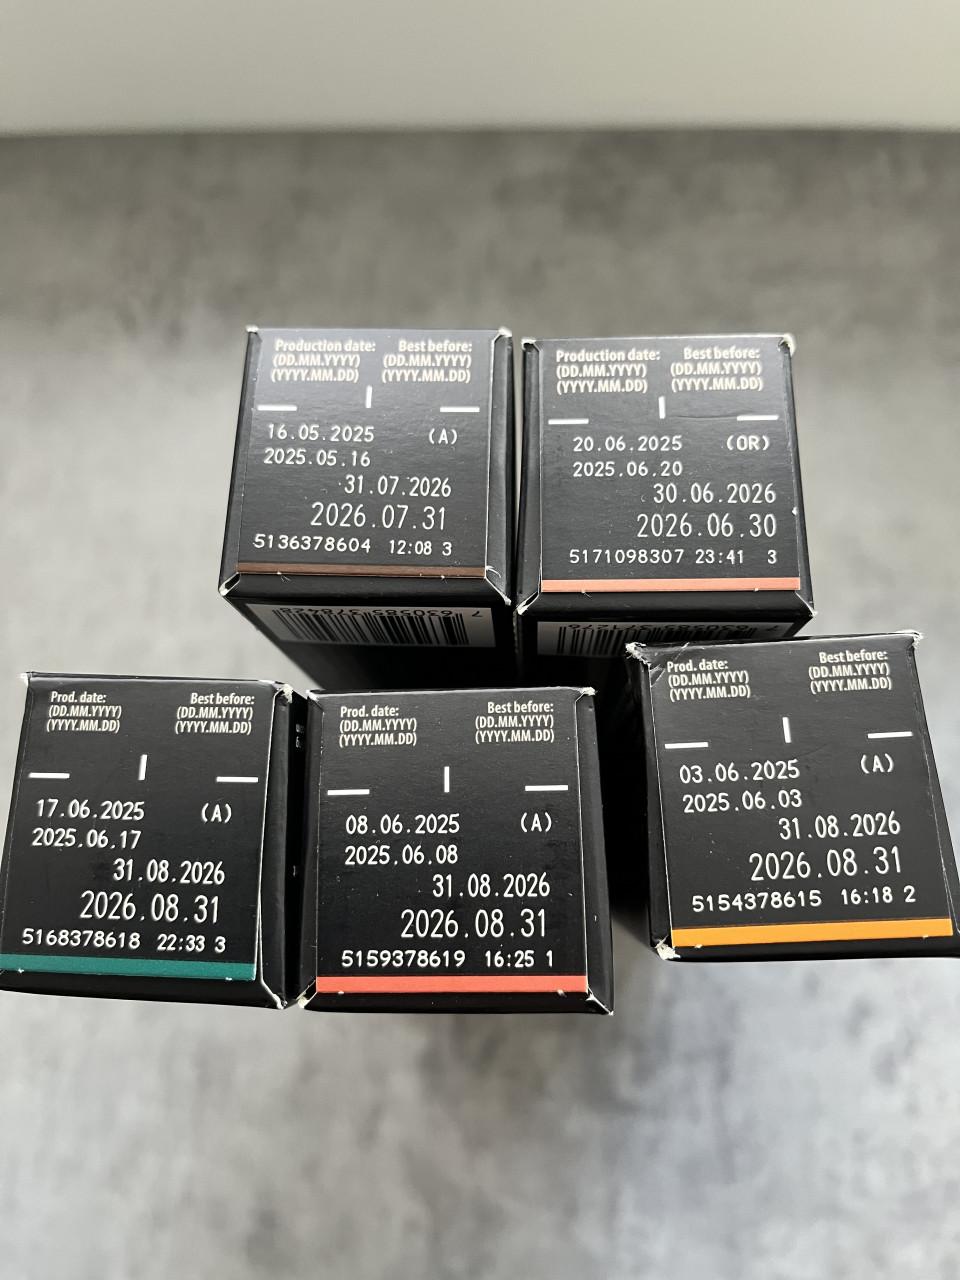 Production date: Best before:
(DD.MM.YYYY) (DD.MM.YYYY)
(YYYY.MM.DD) (YYYY.MM.DD)
16.05.2025 (A)
2025.05.16
31.07.2026
2026.07.31
5136378604 12:08 3
Production date: Best before:
(DD.MM.YYYY) (DD.MM.YYYY)
(YYYY.MM.DD) (YYYY.MM.DD)
20.06.2025 (OR)
2025.06.20
30.06.2026
2026.06.30
5171098307 23:41 3
Prod. date: Best before:
(DD.MM.YYYY) (DD.MM.YYYY)
(YYYY.MM.DD) (YYYY.MM.DD)
17.06.2025 (A)
2025.06.17
31.08.2026
2026.08.31
5168378618 22:33 3
Prod. date: Best before:
(DD.MM.YYYY) (DD.MM.YYYY)
(YYYY.MM.DD) (YYYY.MM.DD)
08.06.2025 (A)
2025.06.08
31.08.2026
2026.08.31
5159378619 16:25 1
Prod. date: Best before:
(DD.MM.YYYY) (DD.MM.YYYY)
(YYYY.MM.DD) (YYYY.MM.DD)
03.06.2025 (A)
2025.06.03
31.08.2026
2026.08.31
5154378615 16:18 2